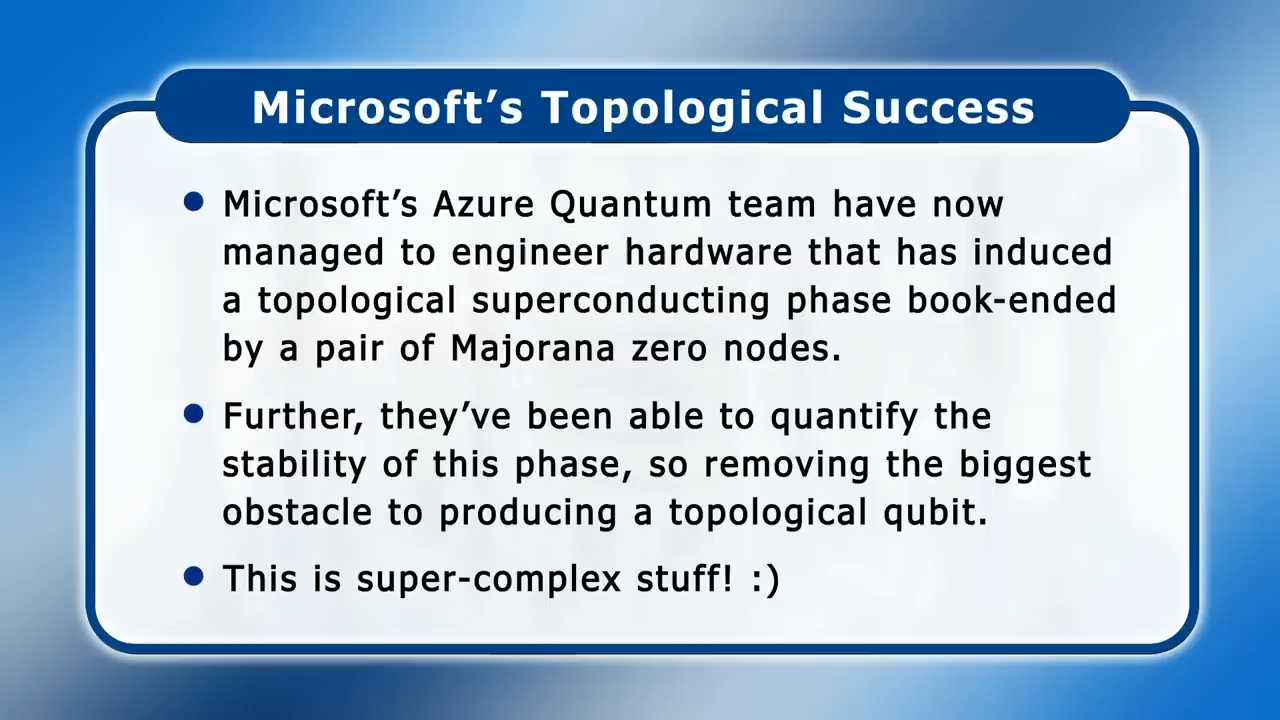 Microsoft’s Topological Success
• Microsoft’s Azure Quantum team have now
managed to engineer hardware that has induced
a topological superconducting phase book-ended
by a pair of Majorana zero nodes.
• Further, they’ve been able to quantify the
stability of this phase, so removing the biggest
obstacle to producing a topological qubit.
• This is super-complex stuff! :)